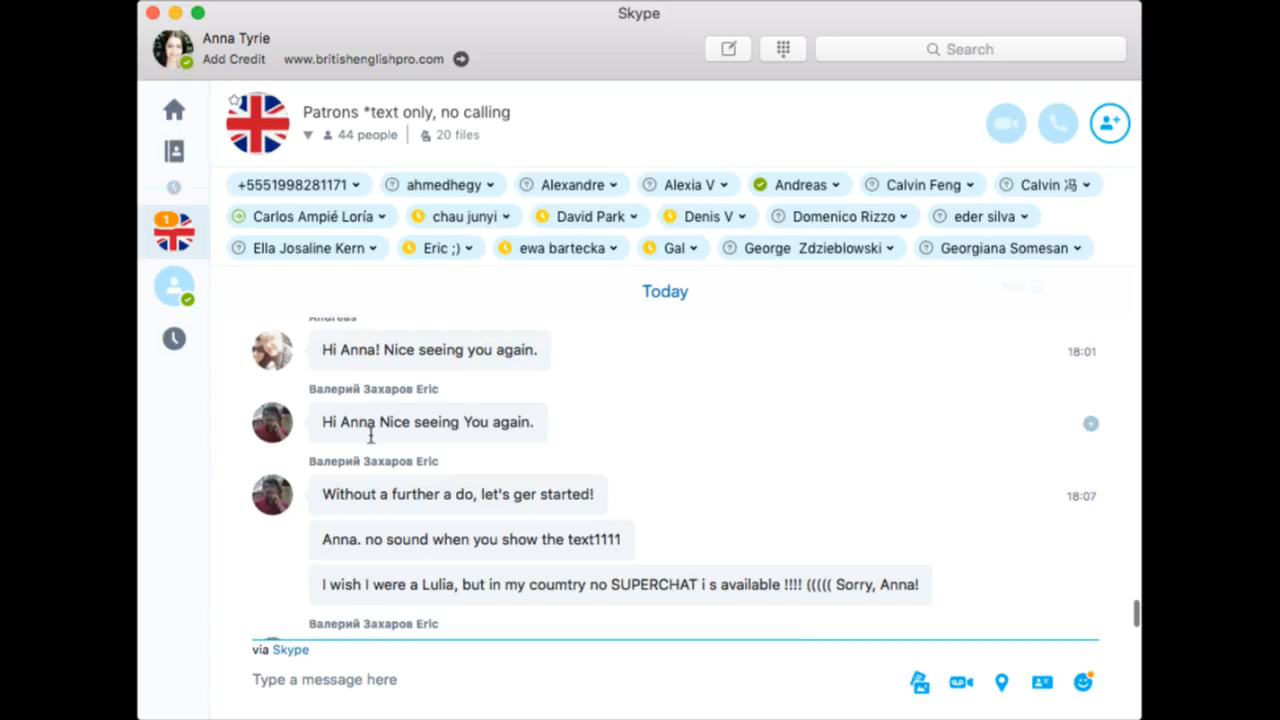 Skype
Anna Tyrie
Add Credit www.britishenglishpro.com
Search
Patrons *text only, no calling
44 people 20 files
+5551998281171 ahmedhegy Alexandre Alexia V Andreas Calvin Feng Calvin 冯
Carlos Ampié Loría chau junyi David Park Denis V Domenico Rizzo eder silva
Ella Josaline Kern Eric ;) ewa bartecka Gal George Zdzieblowski Georgiana Somesan
1
Today
Andreas
Hi Anna! Nice seeing you again. 18:01
Валерий Захаров Eric
Hi Anna Nice seeing You again.
Валерий Захаров Eric
Without a further a do, let's ger started! 18:07
Anna. no sound when you show the text1111
I wish I were a Lulia, but in my coumtry no SUPERCHAT i s available !!!! ((((( Sorry, Anna!
Валерий Захаров Eric
via Skype
Type a message here